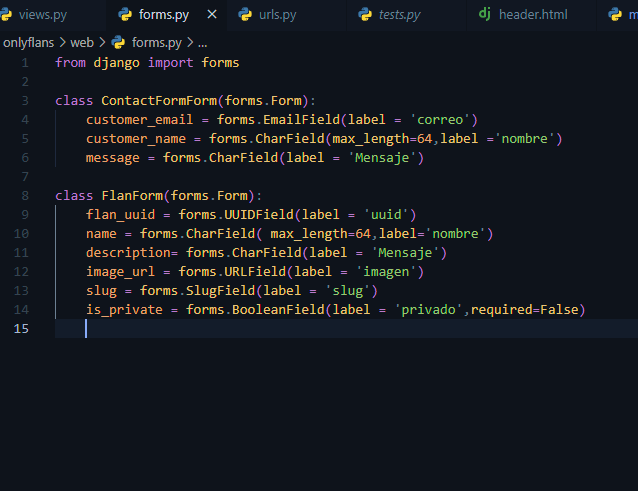 views.py forms.py × urls.py tests.py dj header.html m
onlyflans > web > forms.py > ...
1 from django import forms
2
3 class ContactFormForm(forms.Form):
4 customer_email = forms.EmailField(label = 'correo')
5 customer_name = forms.CharField(max_length=64,label ='nombre')
6 message = forms.CharField(label = 'Mensaje')
7
8 class FlanForm(forms.Form):
9 flan_uuid = forms.UUIDField(label = 'uuid')
10 name = forms.CharField( max_length=64,label='nombre')
11 description= forms.CharField(label = 'Mensaje')
12 image_url = forms.URLField(label = 'imagen')
13 slug = forms.SlugField(label = 'slug')
14 is_private = forms.BooleanField(label = 'privado',required=False)
15